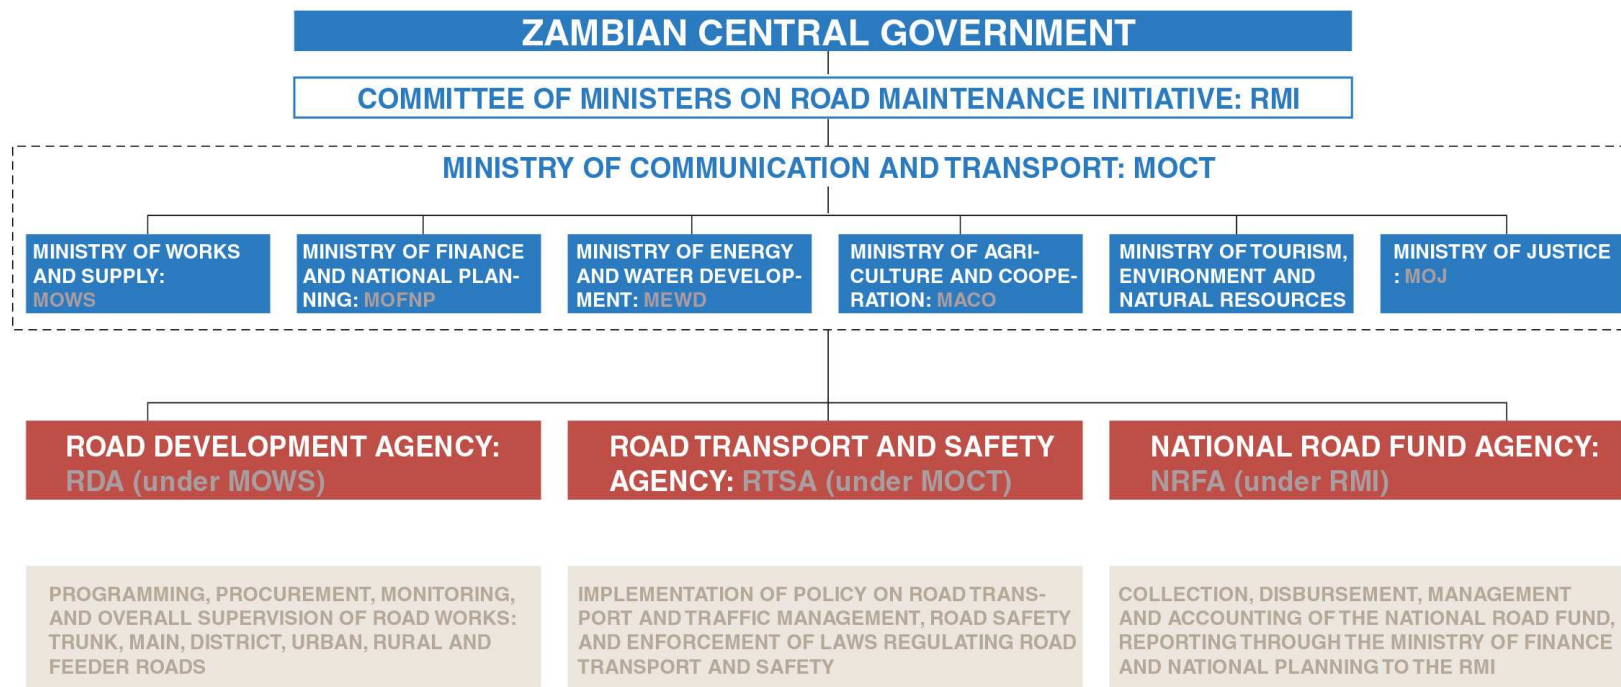 ZAMBIAN CENTRAL GOVERNMENT
COMMITTEE OF MINISTERS ON ROAD MAINTENANCE INITIATIVE: RMI
MINISTRY OF COMMUNICATION AND TRANSPORT: MOCT
MINISTRY OF WORKS
AND SUPPLY:
MOWS
MINISTRY OF FINANCE
AND NATIONAL PLAN-
NING: MOFNP
MINISTRY OF ENERGY
AND WATER DEVELOP-
MENT: MEWD
MINISTRY OF AGRI-
CULTURE AND COOPE-
RATION: MACO
MINISTRY OF TOURISM,
ENVIRONMENT AND
NATURAL RESOURCES
MINISTRY OF JUSTICE
: MOJ
ROAD DEVELOPMENT AGENCY:
RDA (under MOWS)
ROAD TRANSPORT AND SAFETY
AGENCY: RTSA (under MOCT)
NATIONAL ROAD FUND AGENCY:
NRFA (under RMI)
PROGRAMMING, PROCUREMENT, MONITORING,
AND OVERALL SUPERVISION OF ROAD WORKS:
TRUNK, MAIN, DISTRICT, URBAN, RURAL AND
FEEDER ROADS
IMPLEMENTATION OF POLICY ON ROAD TRANS-
PORT AND TRAFFIC MANAGEMENT, ROAD SAFETY
AND ENFORCEMENT OF LAWS REGULATING ROAD
TRANSPORT AND SAFETY
COLLECTION, DISBURSEMENT, MANAGEMENT
AND ACCOUNTING OF THE NATIONAL ROAD FUND,
REPORTING THROUGH THE MINISTRY OF FINANCE
AND NATIONAL PLANNING TO THE RMI